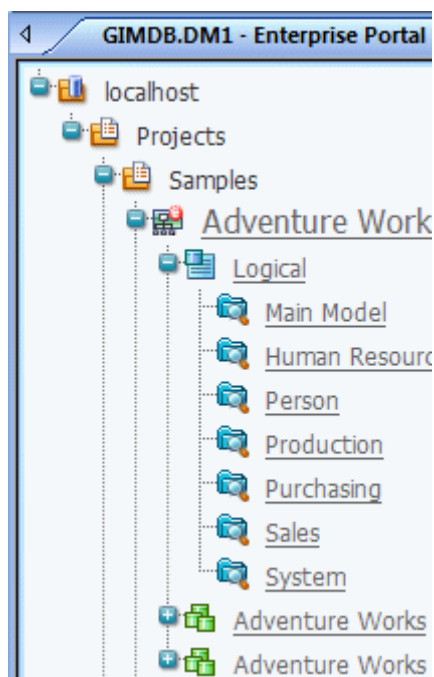 GIMDB.DM1 - Enterprise Portal
localhost
Projects
Samples
Adventure Work
Logical
Main Model
Human Resourc
Person
Production
Purchasing
Sales
System
Adventure Works
Adventure Works